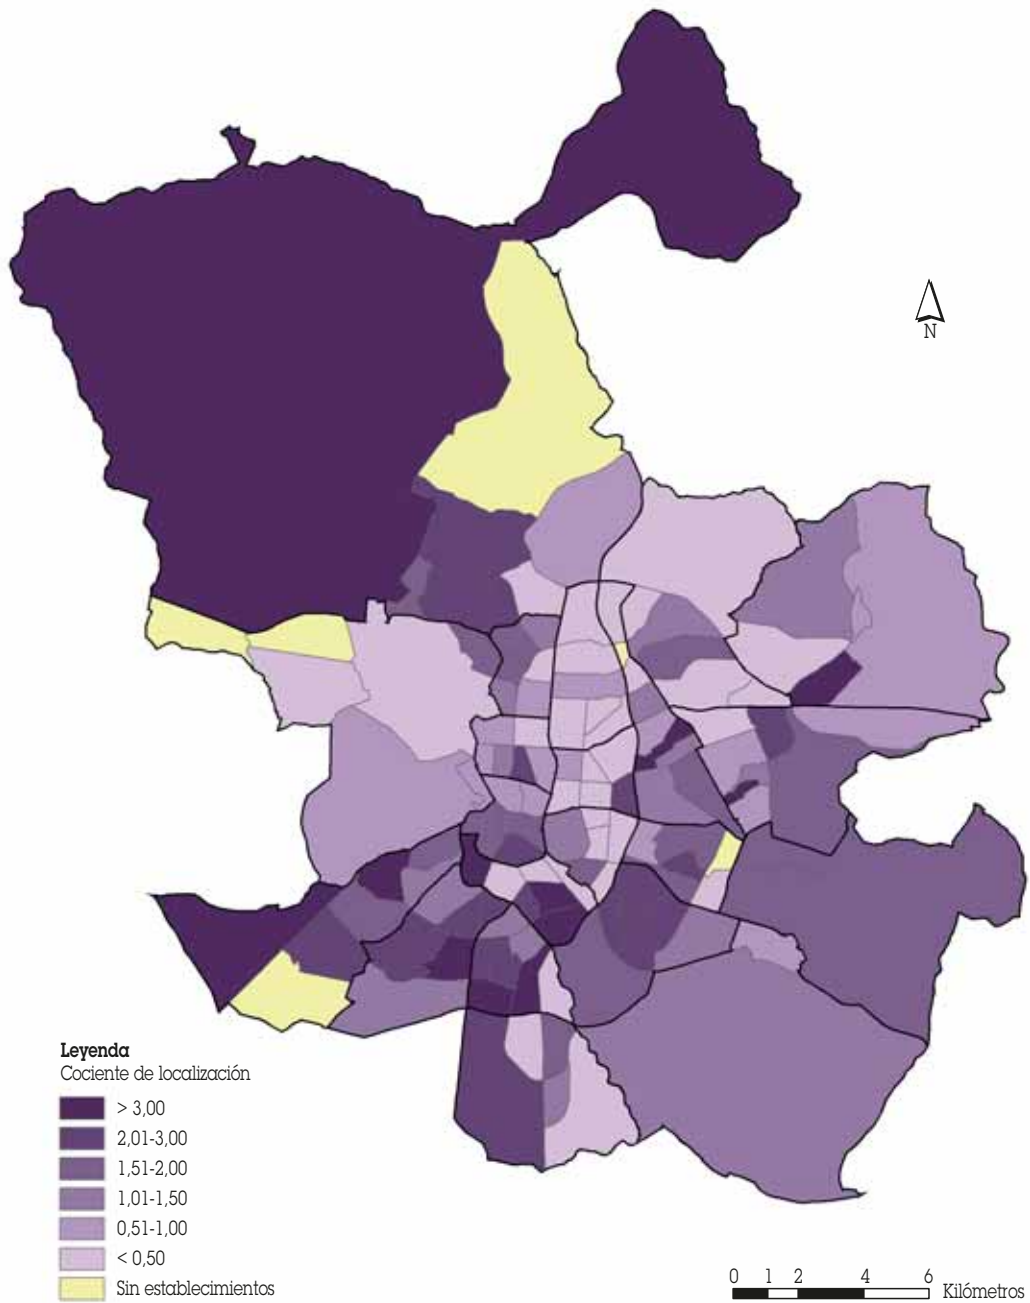 N
Leyenda
Cociente de localización
> 3,00
2,01-3,00
1,51-2,00
1,01-1,50
0,51-1,00
< 0,50
Sin establecimientos
0 1 2 4 6 Kilómetros